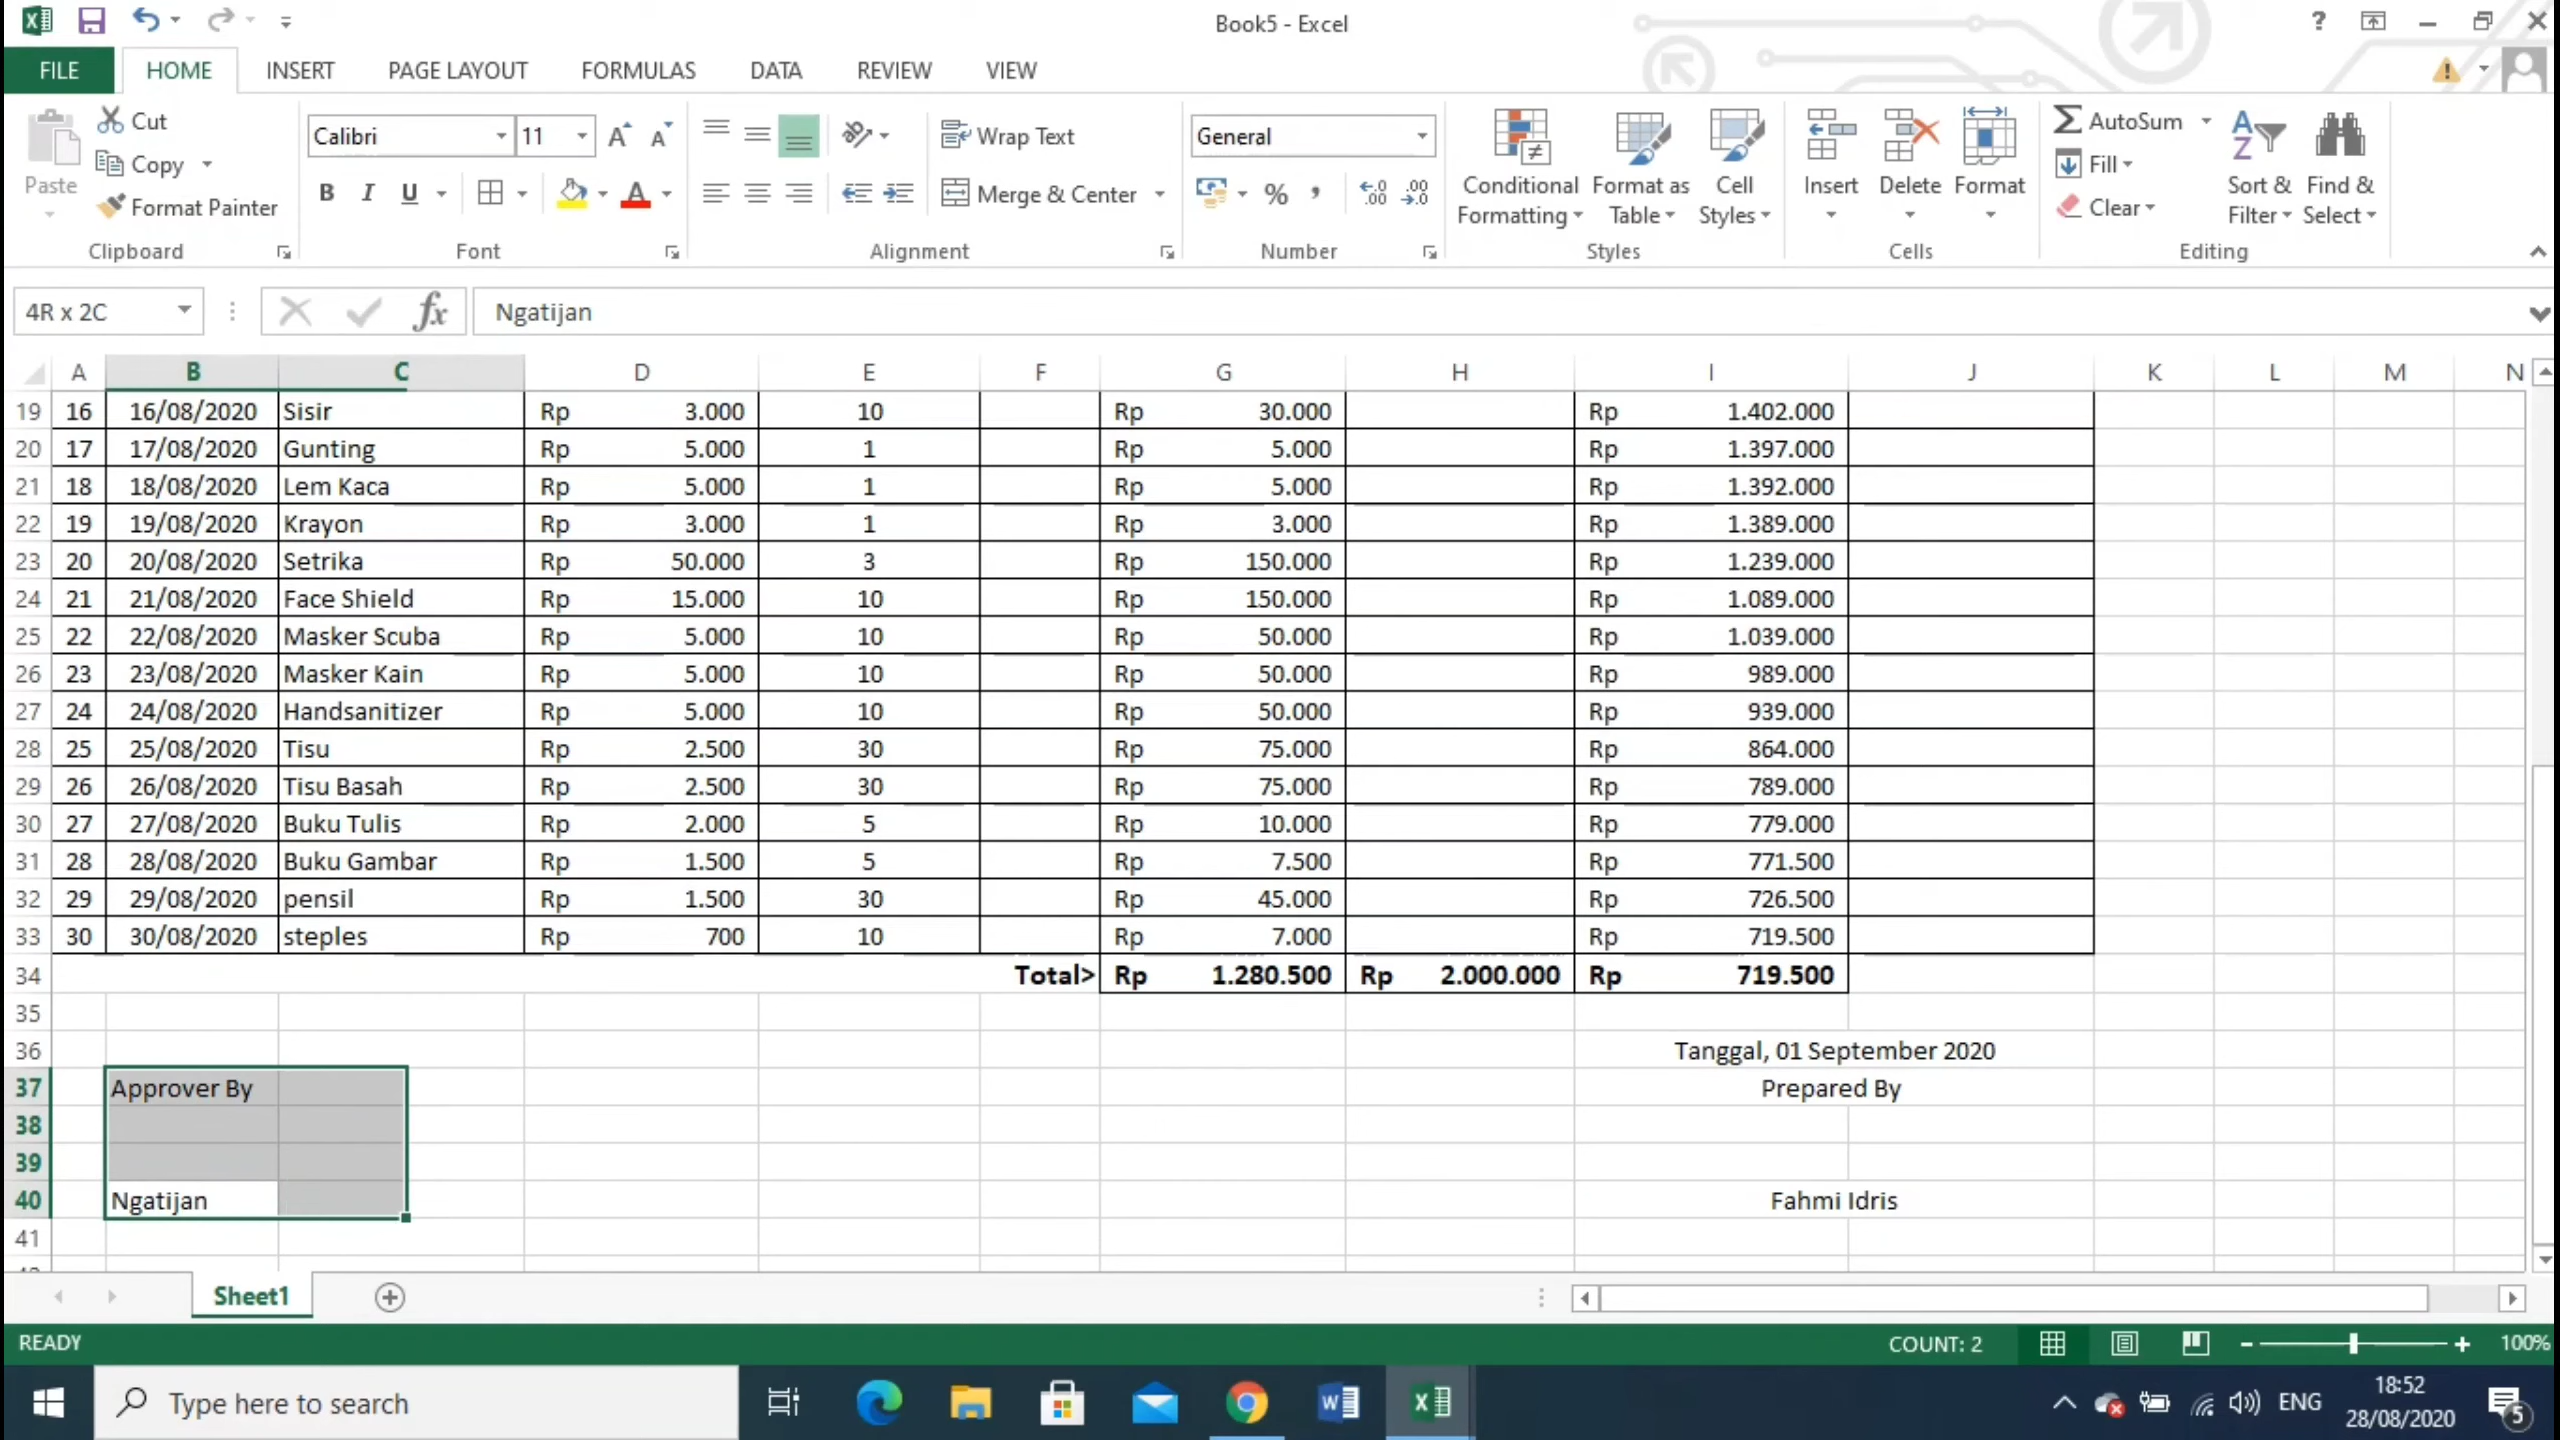 Book5 - Excel
?
FILE HOME INSERT PAGE LAYOUT FORMULAS DATA REVIEW VIEW
Paste
Cut
Copy
Format Painter
Clipboard
Calibri 11
B I U
Font
Wrap Text
Merge & Center
Alignment
General
% ,
Number
Conditional Formatting
Format as Table
Cell Styles
Styles
Insert Delete Format
Cells
AutoSum
Fill
Clear
Sort & Filter
Find & Select
Editing
4R x 2C fx Ngatijan
A B C D E F G H I J K L M N
19 16 16/08/2020 Sisir Rp 3.000 10 Rp 30.000 Rp 1.402.000
20 17 17/08/2020 Gunting Rp 5.000 1 Rp 5.000 Rp 1.397.000
21 18 18/08/2020 Lem Kaca Rp 5.000 1 Rp 5.000 Rp 1.392.000
22 19 19/08/2020 Krayon Rp 3.000 1 Rp 3.000 Rp 1.389.000
23 20 20/08/2020 Setrika Rp 50.000 3 Rp 150.000 Rp 1.239.000
24 21 21/08/2020 Face Shield Rp 15.000 10 Rp 150.000 Rp 1.089.000
25 22 22/08/2020 Masker Scuba Rp 5.000 10 Rp 50.000 Rp 1.039.000
26 23 23/08/2020 Masker Kain Rp 5.000 10 Rp 50.000 Rp 989.000
27 24 24/08/2020 Handsanitizer Rp 5.000 10 Rp 50.000 Rp 939.000
28 25 25/08/2020 Tisu Rp 2.500 30 Rp 75.000 Rp 864.000
29 26 26/08/2020 Tisu Basah Rp 2.500 30 Rp 75.000 Rp 789.000
30 27 27/08/2020 Buku Tulis Rp 2.000 5 Rp 10.000 Rp 779.000
31 28 28/08/2020 Buku Gambar Rp 1.500 5 Rp 7.500 Rp 771.500
32 29 29/08/2020 pensil Rp 1.500 30 Rp 45.000 Rp 726.500
33 30 30/08/2020 steples Rp 700 10 Rp 7.000 Rp 719.500
34 Total> Rp 1.280.500 Rp 2.000.000 Rp 719.500
35
36 Tanggal, 01 September 2020
37 Approver By Prepared By
38
39
40 Ngatijan Fahmi Idris
41
Sheet1
READY COUNT: 2 100%
Type here to search
ENG
18:52
28/08/2020
5